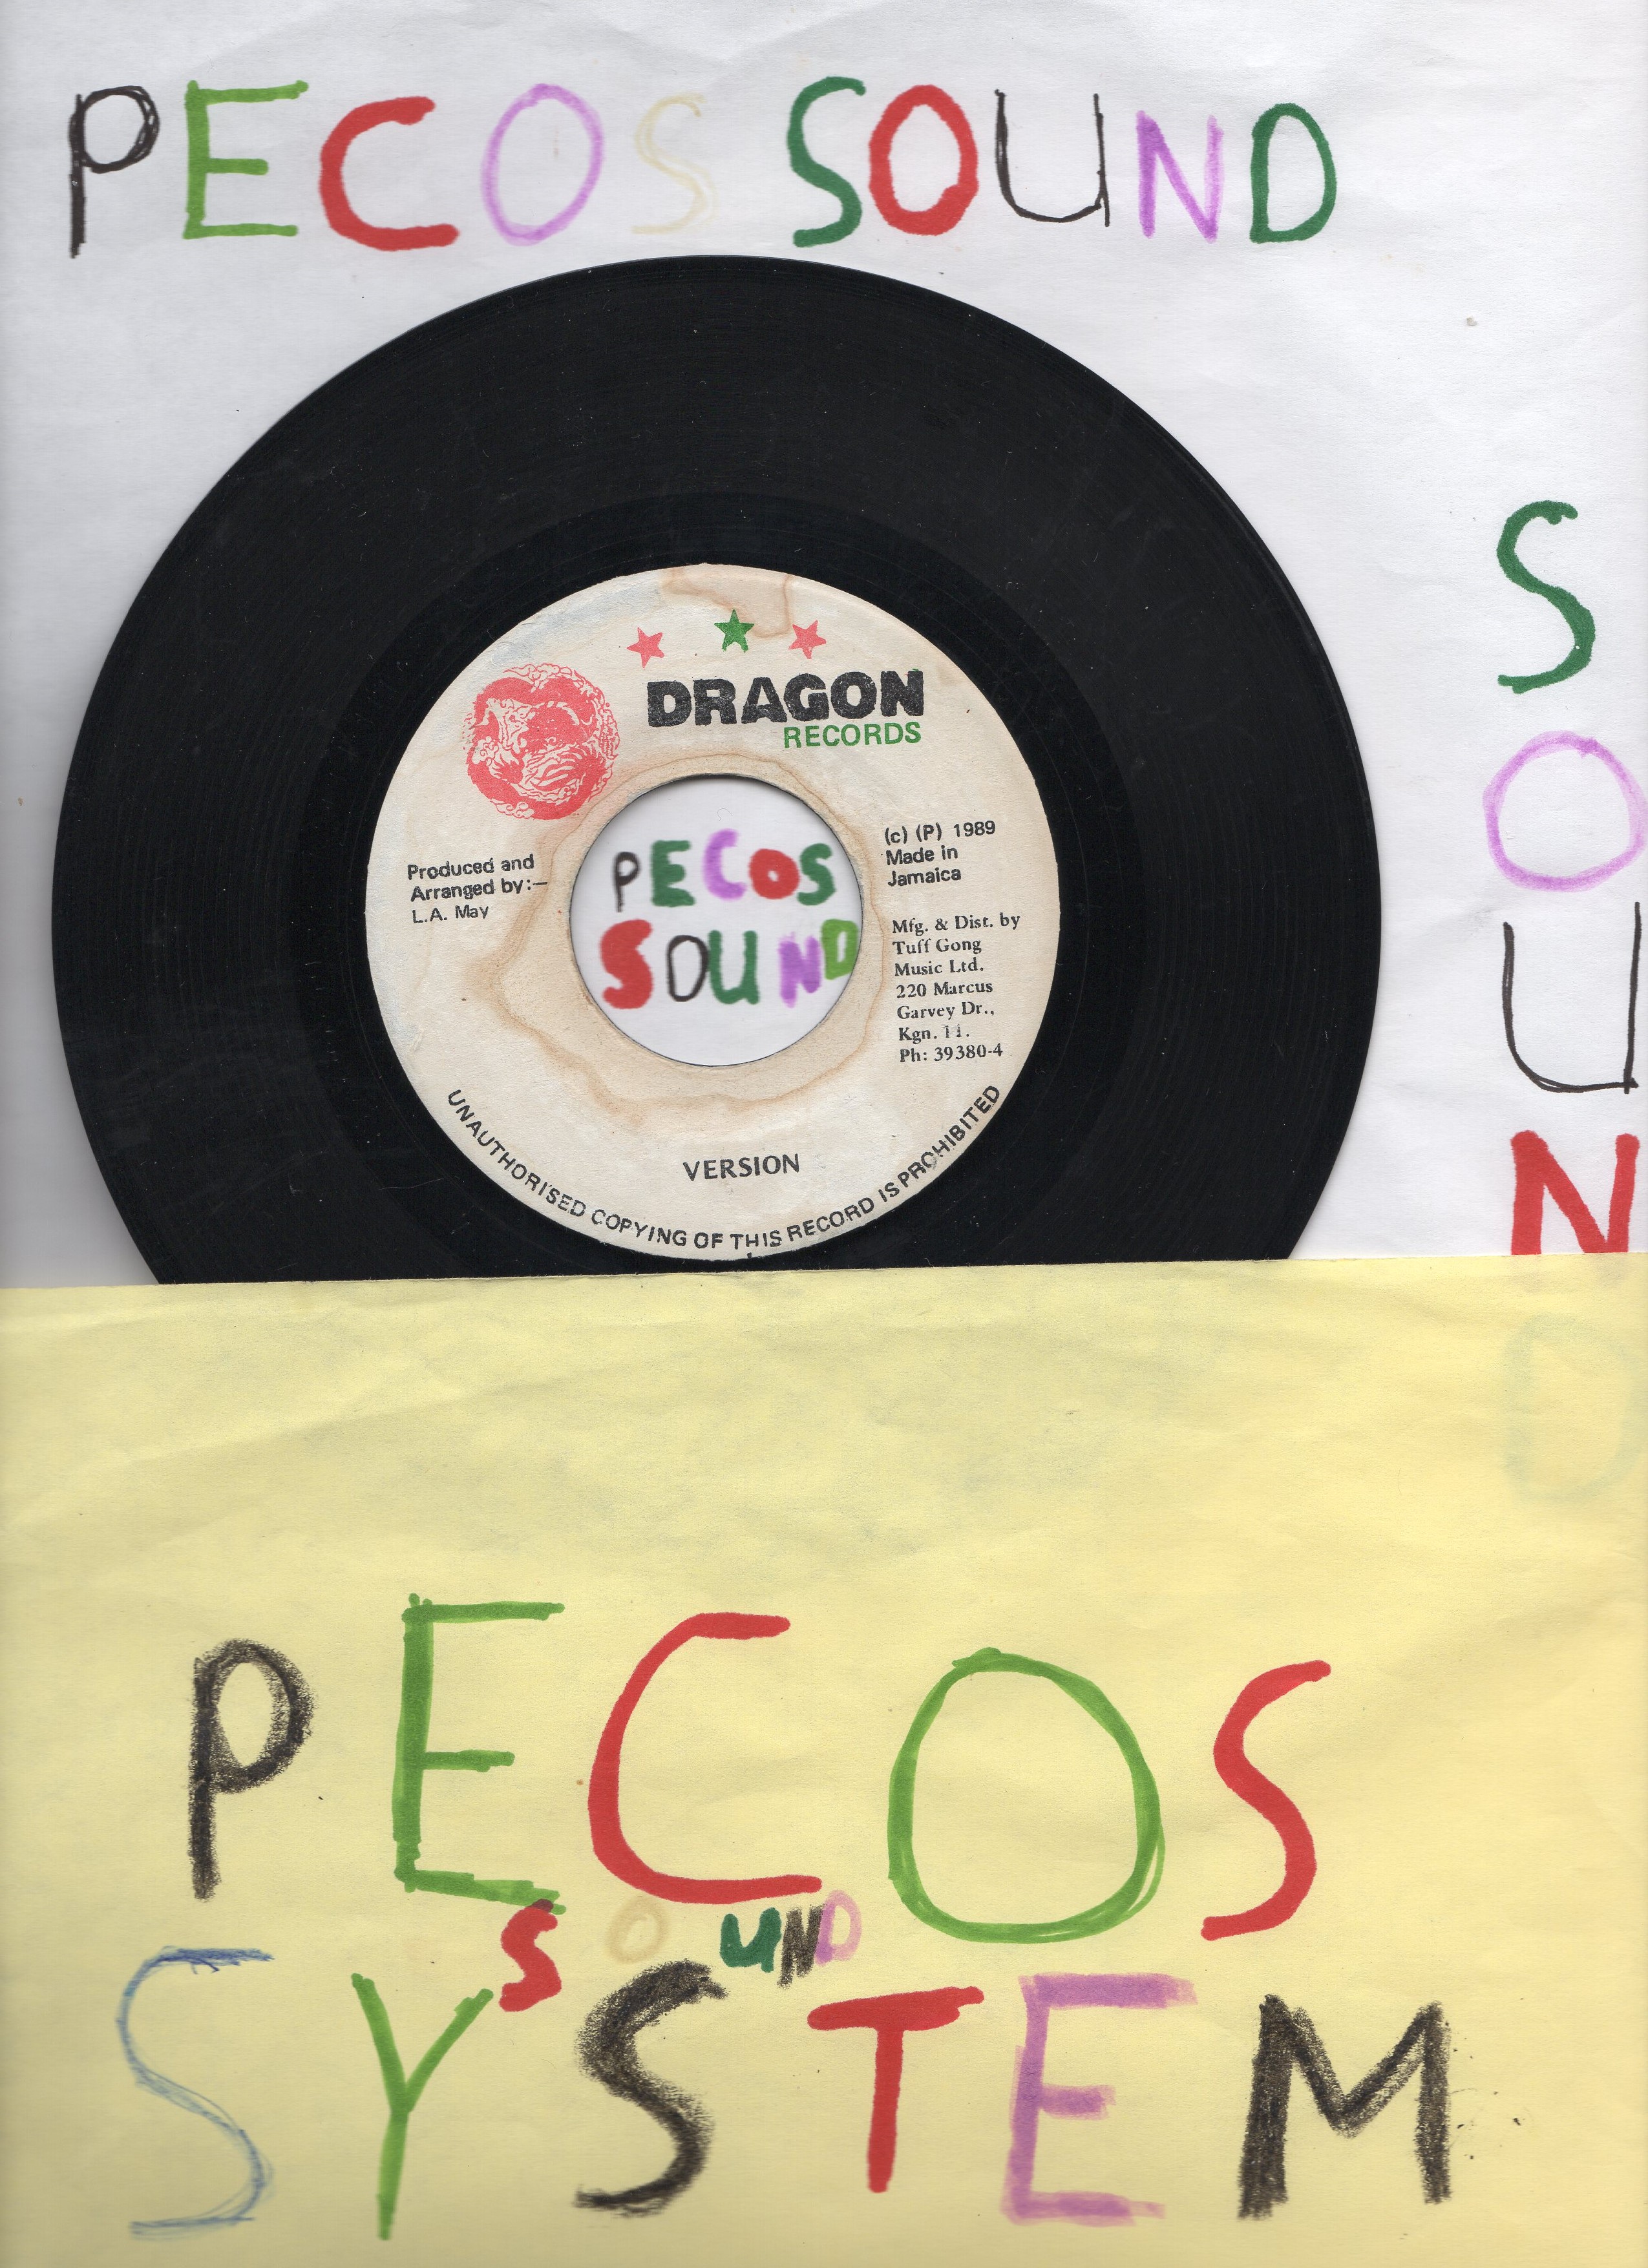 PECOS SOUND
DRAGON
RECORDS
Produced and
Arranged by:—
L.A. May
PECOS
SOUND
(c) (P) 1989
Made in
Jamaica
Mfg. & Dist. by
Tuff Gong
Music Ltd.
220 Marcus
Garvey Dr.,
Kgn. 11.
Ph: 39380-4
VERSION
UNAUTHORISED COPYING OF THIS RECORD IS PROHIBITED
S
O
U
N
D
PECOS
SOUND
SYSTEM